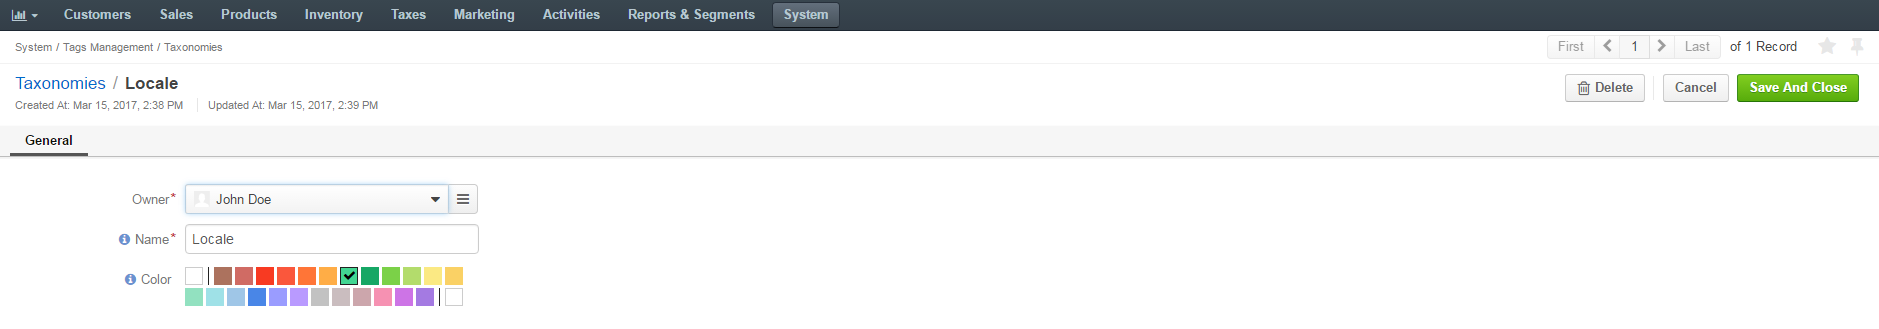 Customers Sales Products Inventory Taxes Marketing Activities Reports & Segments System
System / Tags Management / Taxonomies First 1 Last of 1 Record
Taxonomies / Locale Delete Cancel Save And Close
Created At: Mar 15, 2017, 2:38 PM Updated At: Mar 15, 2017, 2:39 PM
General
Owner* John Doe
Name* Locale
Color